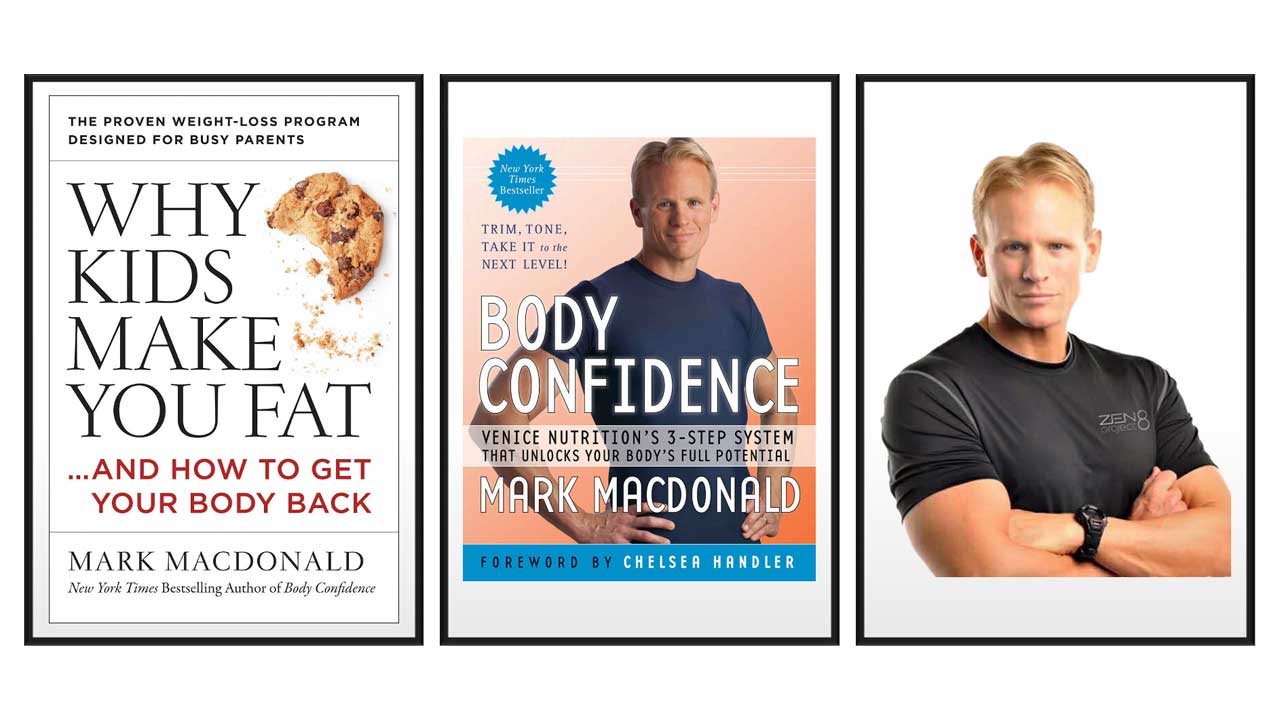 THE PROVEN WEIGHT-LOSS PROGRAM
DESIGNED FOR BUSY PARENTS
WHY
KIDS
MAKE
YOU FAT
...AND HOW TO GET
YOUR BODY BACK
MARK MACDONALD
New York Times Bestselling Author of Body Confidence
New York
Times
Bestseller
TRIM, TONE,
TAKE IT to the
NEXT LEVEL!
BODY
CONFIDENCE
VENICE NUTRITION'S 3-STEP SYSTEM
THAT UNLOCKS YOUR BODY'S FULL POTENTIAL
MARK MACDONALD
FOREWORD BY CHELSEA HANDLER
ZEN
project 8